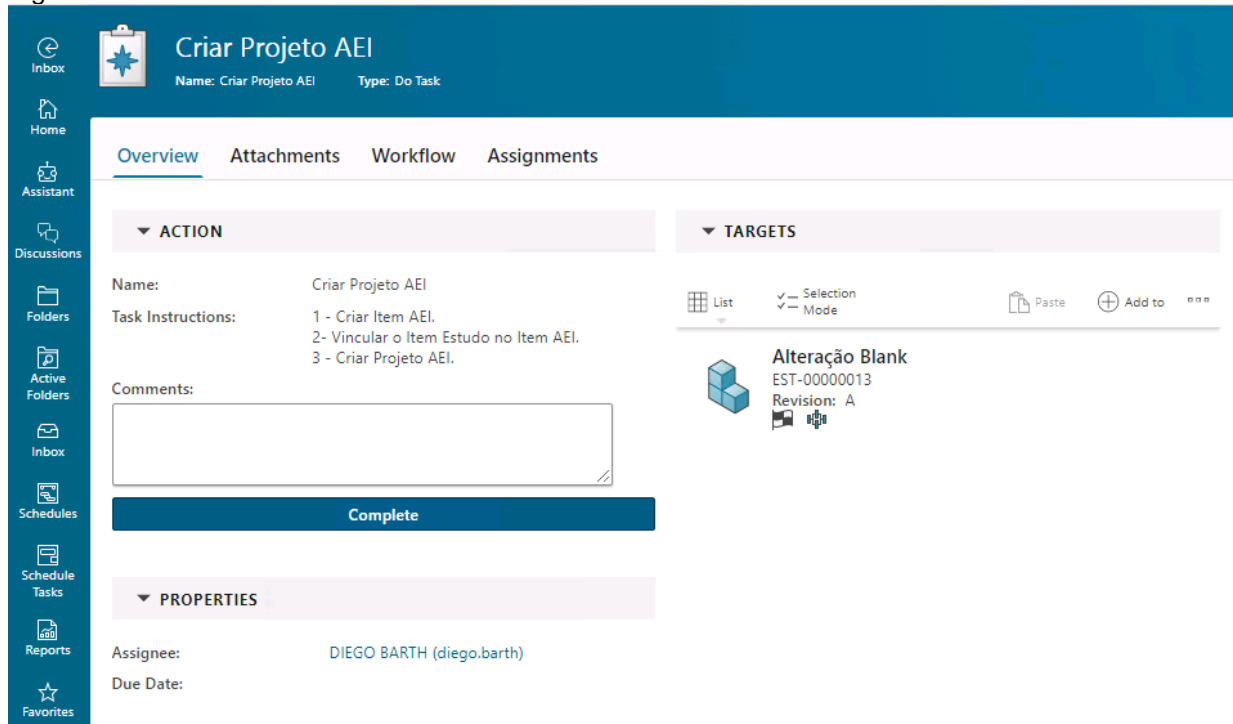 Inbox
Home
Assistant
Discussions
Folders
Active
Folders
Inbox
Schedules
Schedule
Tasks
Reports
Favorites
Criar Projeto AEI
Name: Criar Projeto AEI Type: Do Task
Overview Attachments Workflow Assignments
ACTION
Name: Criar Projeto AEI
Task Instructions: 1 - Criar Item AEI.
2- Vincular o Item Estudo no Item AEI.
3 - Criar Projeto AEI.
Comments:
Complete
PROPERTIES
Assignee: DIEGO BARTH (diego.barth)
Due Date:
TARGETS
List Selection Mode Paste Add to
Alteração Blank
EST-00000013
Revision: A